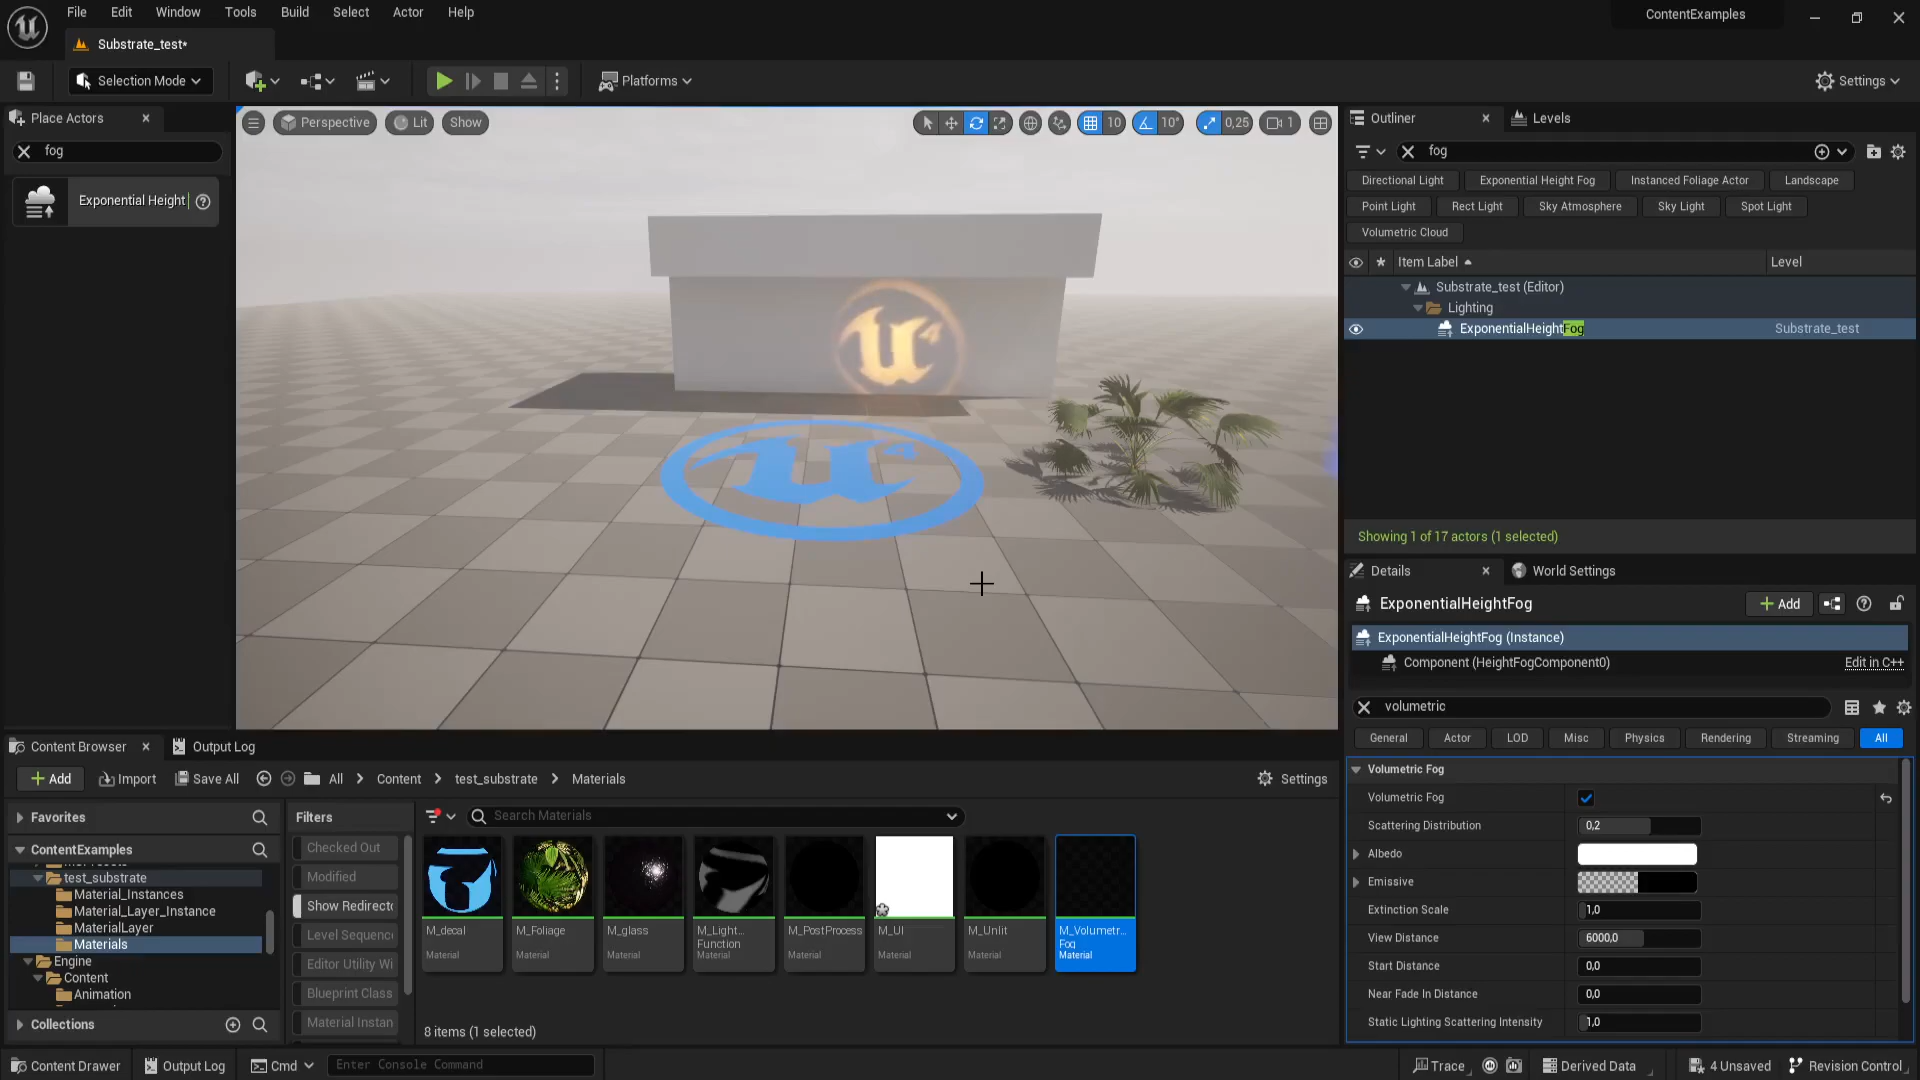 File Edit Window Tools Build Select Actor Help
ContentExamples
Substrate_test*
Selection Mode
Platforms
Settings
Place Actors
fog
Exponential Height
Perspective
Lit
Show
10
10°
0,25
1
Outliner
Levels
fog
Directional Light
Exponential Height Fog
Instanced Foliage Actor
Landscape
Point Light
Rect Light
Sky Atmosphere
Sky Light
Spot Light
Volumetric Cloud
Item Label
Level
Substrate_test (Editor)
Lighting
ExponentialHeightFog
Substrate_test
Showing 1 of 17 actors (1 selected)
Details
World Settings
ExponentialHeightFog
Add
ExponentialHeightFog (Instance)
Component (HeightFogComponent0)
Edit in C++
volumetric
General
Actor
LOD
Misc
Physics
Rendering
Streaming
All
Volumetric Fog
Volumetric Fog
Scattering Distribution
0,2
Albedo
Emissive
Extinction Scale
1,0
View Distance
6000,0
Start Distance
0,0
Near Fade In Distance
0,0
Static Lighting Scattering Intensity
1,0
Content Browser
Output Log
Add
Import
Save All
All
Content
test_substrate
Materials
Settings
Favorites
ContentExamples
test_substrate
Material_Instances
Material_Layer_Instance
MaterialLayer
Materials
Engine
Content
Animation
Collections
Filters
Checked Out
Modified
Show Redirecto
Level Sequenc
Editor Utility Wi
Blueprint Class
Material Instan
Search Materials
M_decal
Material
M_Foliage
Material
M_glass
Material
M_Light...
Function
Material
M_PostProcess
Material
M_UI
Material
M_Unlit
Material
M_Volumetr...
Fog
Material
8 items (1 selected)
Content Drawer
Output Log
Cmd
Enter Console Command
Trace
Derived Data
4 Unsaved
Revision Control